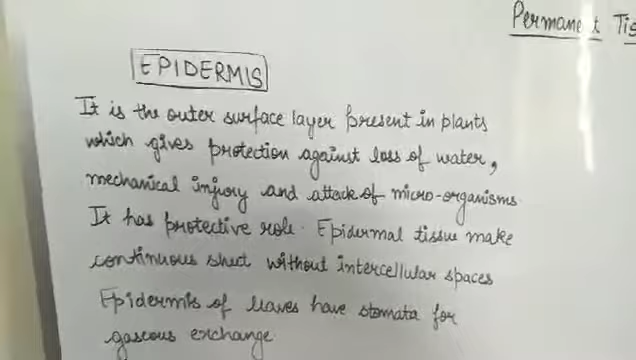 Permanent Tis
EPIDERMIS
It is the outer surface layer present in plants
which gives protection against loss of water,
mechanical injury and attack of micro-organisms
It has protective role. Epidermal tissue make
continuous sheet without intercellular spaces
Epidermis of leaves have stomata for
gaseous exchange